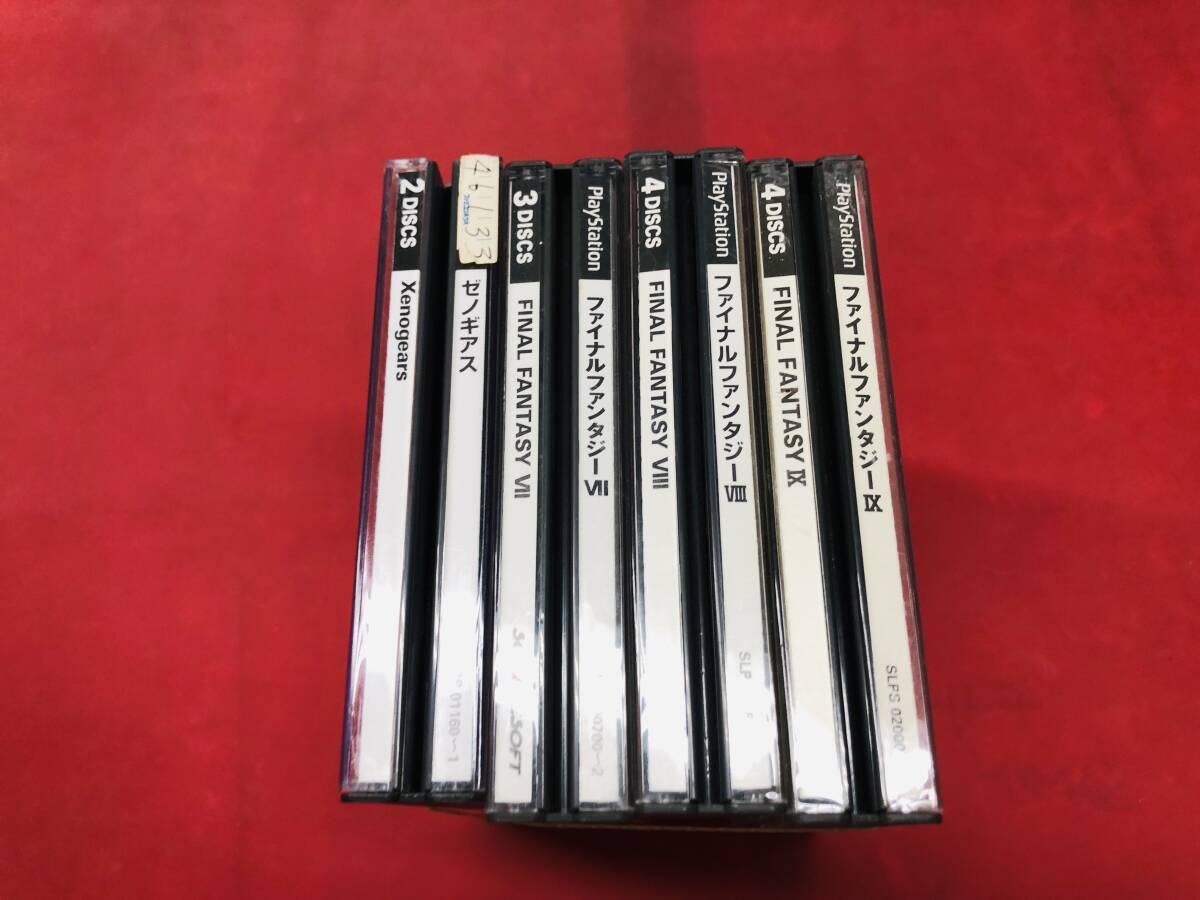 2 DISCS Xenogears
46/133
ゼノギアス 01160~1
3 DISCS FINAL FANTASY VII
PlayStation ファイナルファンタジーVII 00700~2
4 DISCS FINAL FANTASY VIII
PlayStation ファイナルファンタジーVIII SLP
4 DISCS FINAL FANTASY IX
PlayStation ファイナルファンタジーIX SLPS 02000